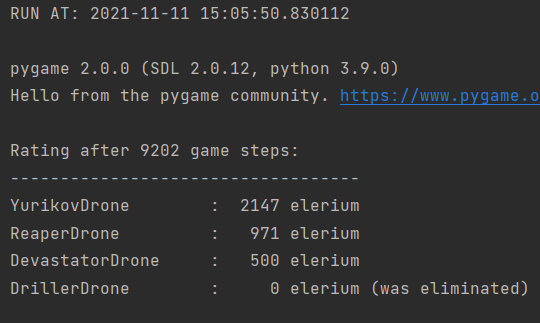 RUN AT: 2021-11-11 15:05:50.830112
pygame 2.0.0 (SDL 2.0.12, python 3.9.0)
Hello from the pygame community. https://www.pygame.o
Rating after 9202 game steps:
-----------------------------------
YurikovDrone        :  2147 elerium
ReaperDrone         :   971 elerium
DevastatorDrone     :   500 elerium
DrillerDrone        :     0 elerium (was eliminated)